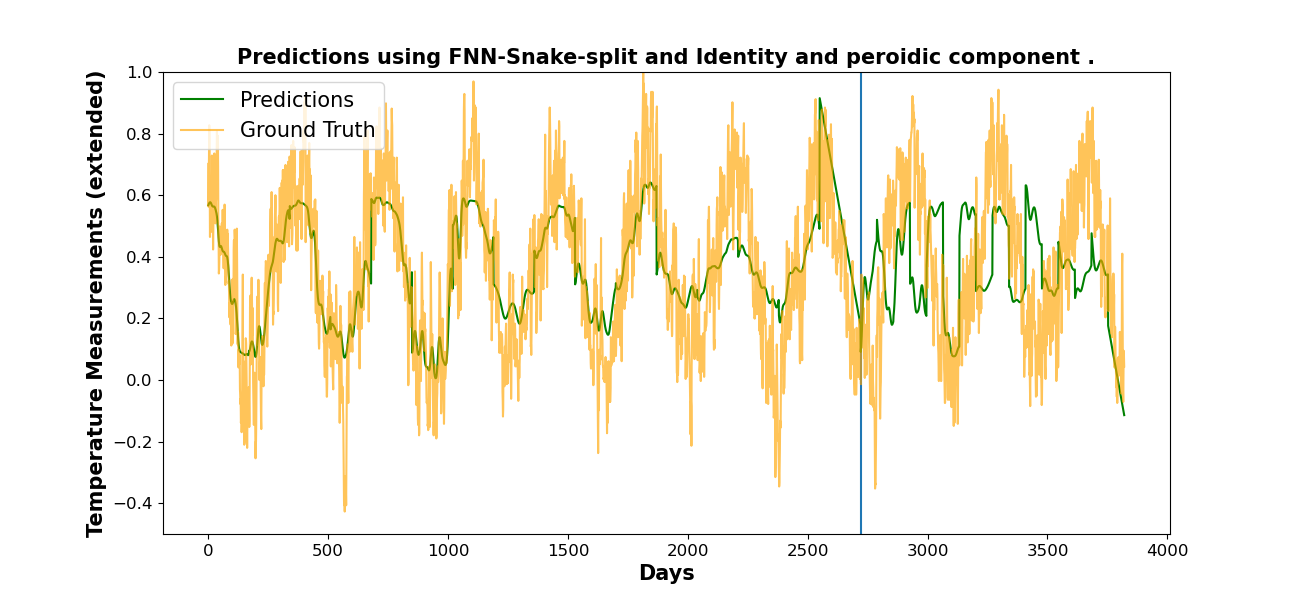 Predictions using FNN-Snake-split and Identity and peroidic component .
Predictions
Ground Truth
Temperature Measurements (extended)
1.0
0.8
0.6
0.4
0.2
0.0
−0.2
−0.4
0 500 1000 1500 2000 2500 3000 3500 4000
Days